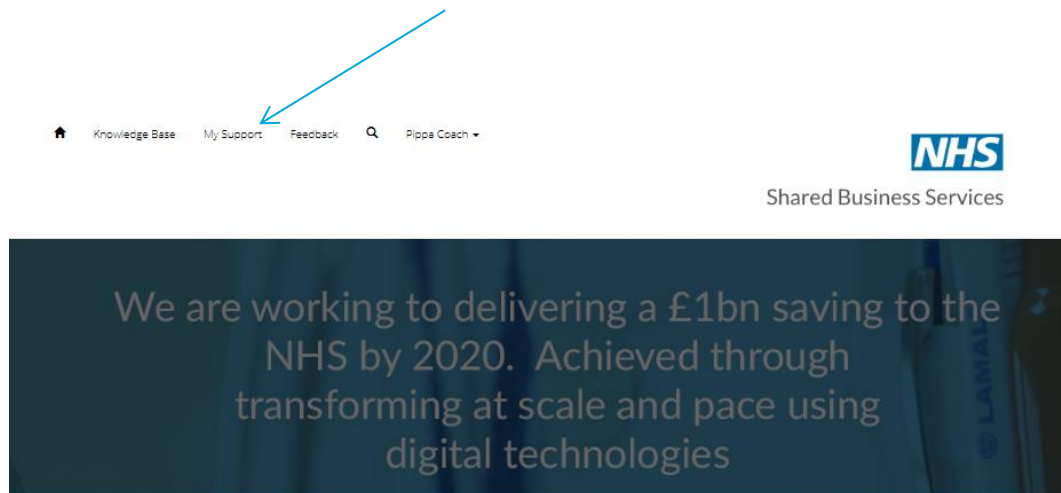 Knowledge Base My Support Feedback Pippa Coach
NHS
Shared Business Services
We are working to delivering a £1bn saving to the
NHS by 2020. Achieved through
transforming at scale and pace using
digital technologies
@ LAMAL